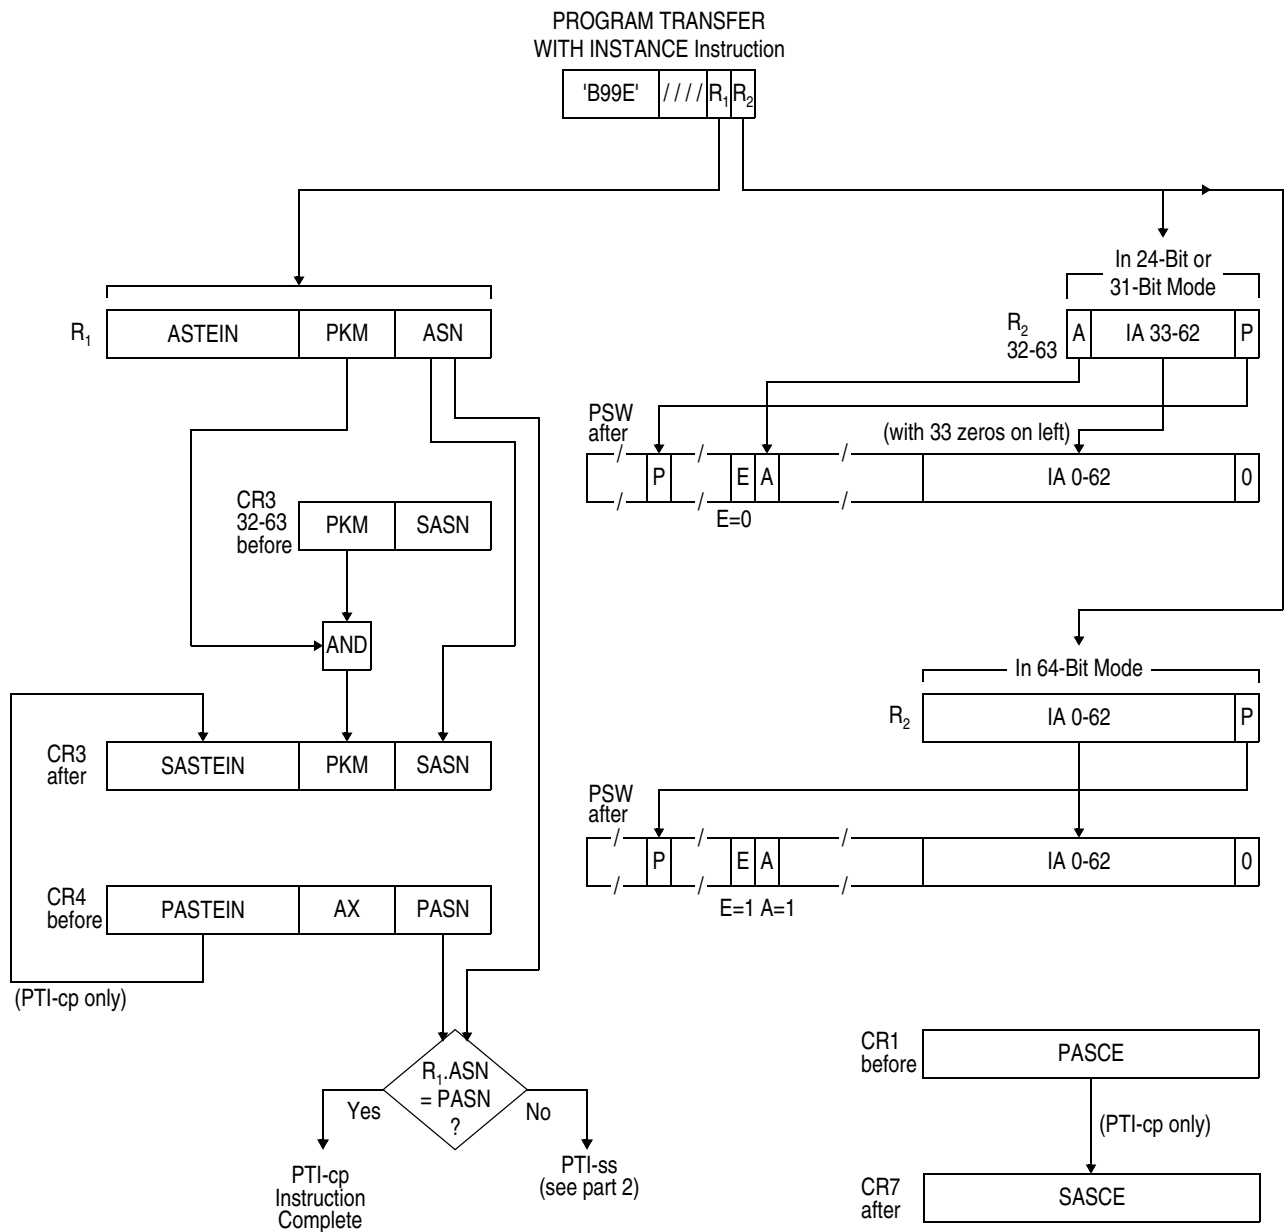 PROGRAM TRANSFER
WITH INSTANCE Instruction
'B99E' //// R1 R2
In 24-Bit or
31-Bit Mode
R1 ASTEIN PKM ASN
R2
32-63
A IA 33-62 P
PSW
after
(with 33 zeros on left)
/ P / E A / IA 0-62 0
/ / /
E=0
CR3
32-63
before
PKM SASN
AND
In 64-Bit Mode
R2 IA 0-62 P
CR3
after
SASTEIN PKM SASN
PSW
after
/ P / E A / IA 0-62 0
/ / /
E=1 A=1
CR4
before
PASTEIN AX PASN
(PTI-cp only)
R1.ASN
= PASN
?
Yes
No
PTI-cp
Instruction
Complete
PTI-ss
(see part 2)
CR1
before
PASCE
(PTI-cp only)
CR7
after
SASCE